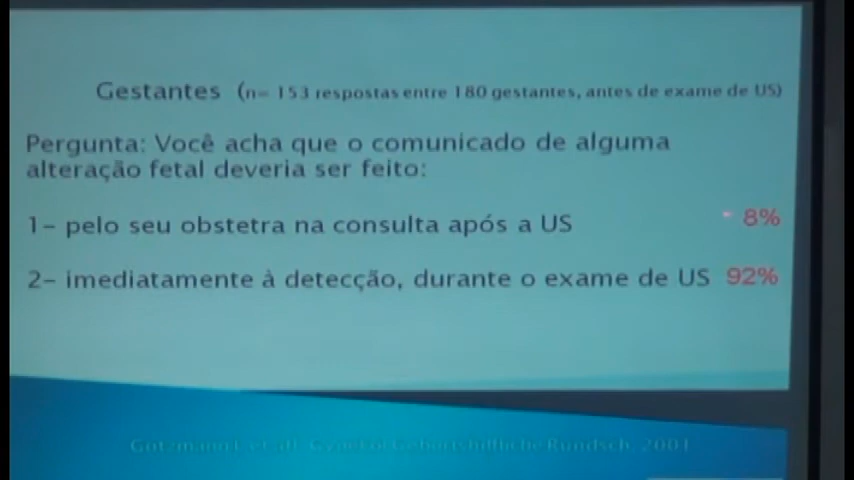 Gestantes (n= 153 respostas entre 180 gestantes, antes de exame de US)
Pergunta: Você acha que o comunicado de alguma
alteração fetal deveria ser feito:
1- pelo seu obstetra na consulta após a US 8%
2- imediatamente à detecção, durante o exame de US 92%
Rundsch, 2001